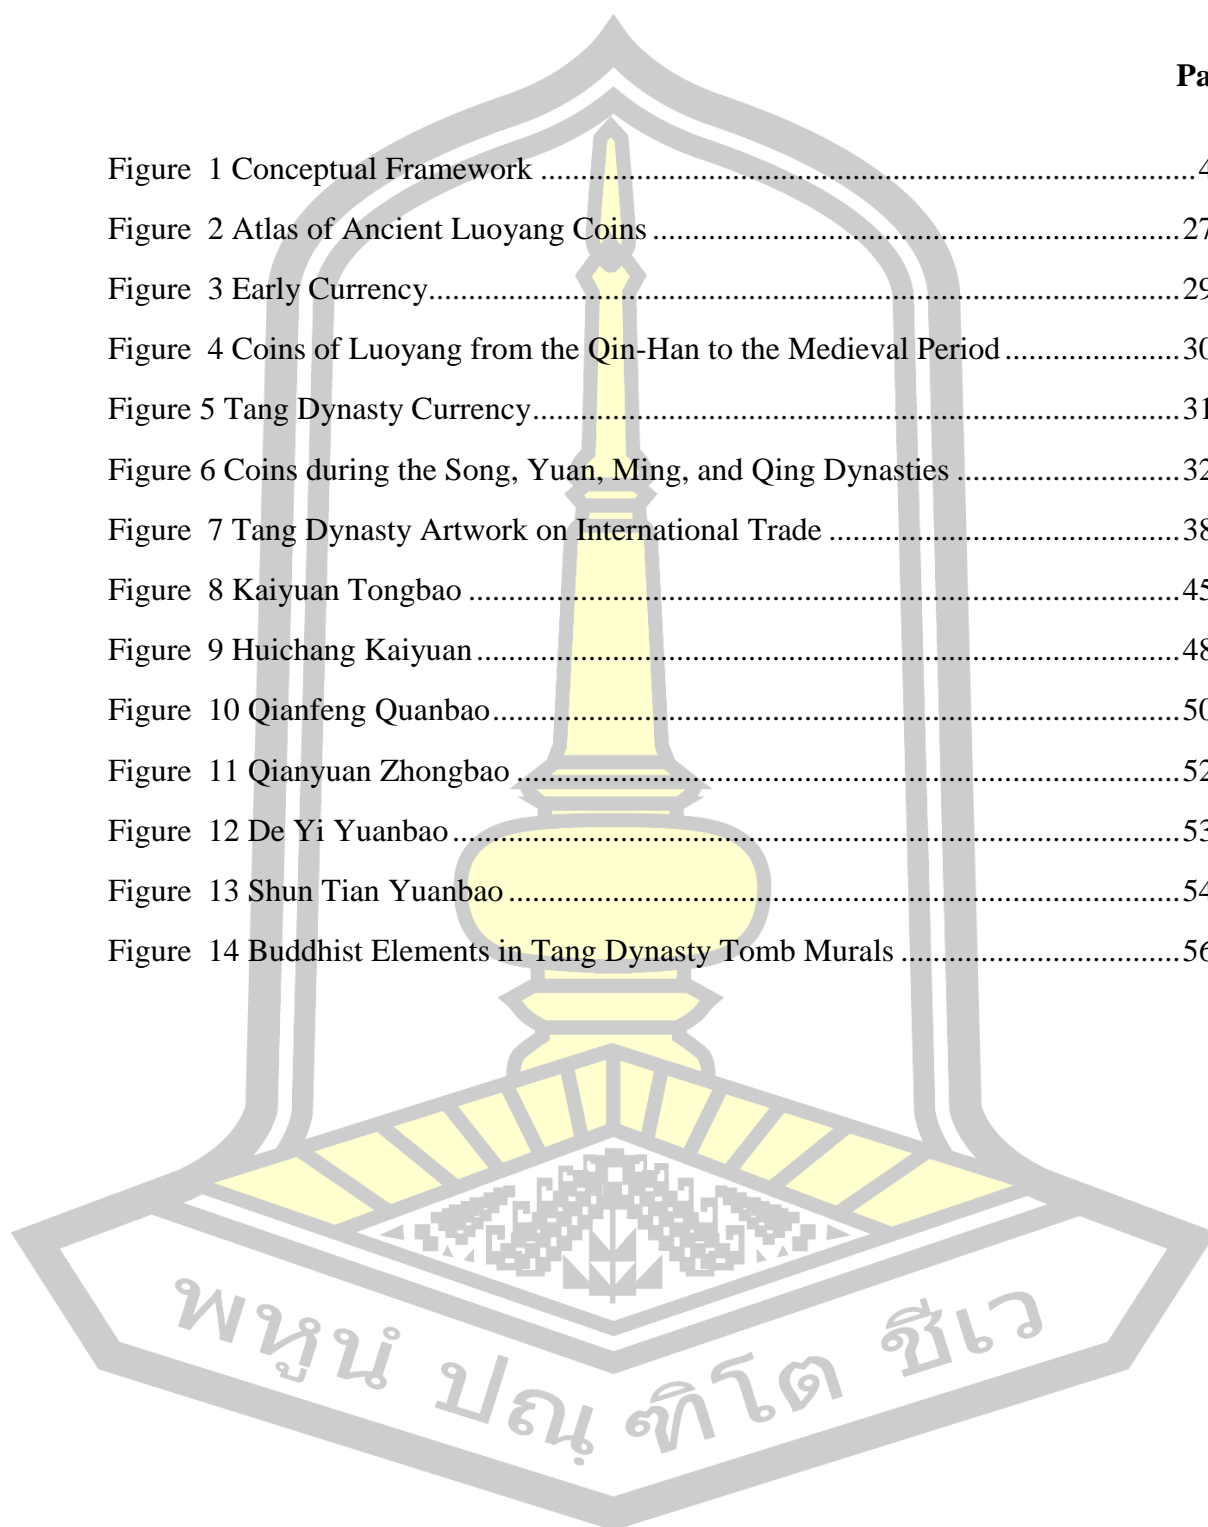 Pa
Figure  1 Conceptual Framework ........................................................................................... 4
Figure  2 Atlas of Ancient Luoyang Coins ......................................................................... 27
Figure  3 Early Currency........................................................................................................ 29
Figure  4 Coins of Luoyang from the Qin-Han to the Medieval Period ........................ 30
Figure 5 Tang Dynasty Currency.......................................................................................... 31
Figure 6 Coins during the Song, Yuan, Ming, and Qing Dynasties ............................... 32
Figure  7 Tang Dynasty Artwork on International Trade ................................................. 38
Figure  8 Kaiyuan Tongbao ................................................................................................... 45
Figure  9 Huichang Kaiyuan .................................................................................................. 48
Figure  10 Qianfeng Quanbao................................................................................................ 50
Figure  11 Qianyuan Zhongbao ............................................................................................. 52
Figure  12 De Yi Yuanbao ..................................................................................................... 53
Figure  13 Shun Tian Yuanbao .............................................................................................. 54
Figure  14 Buddhist Elements in Tang Dynasty Tomb Murals ....................................... 56
พหูนํ ปณฺฑิโต ชีเว